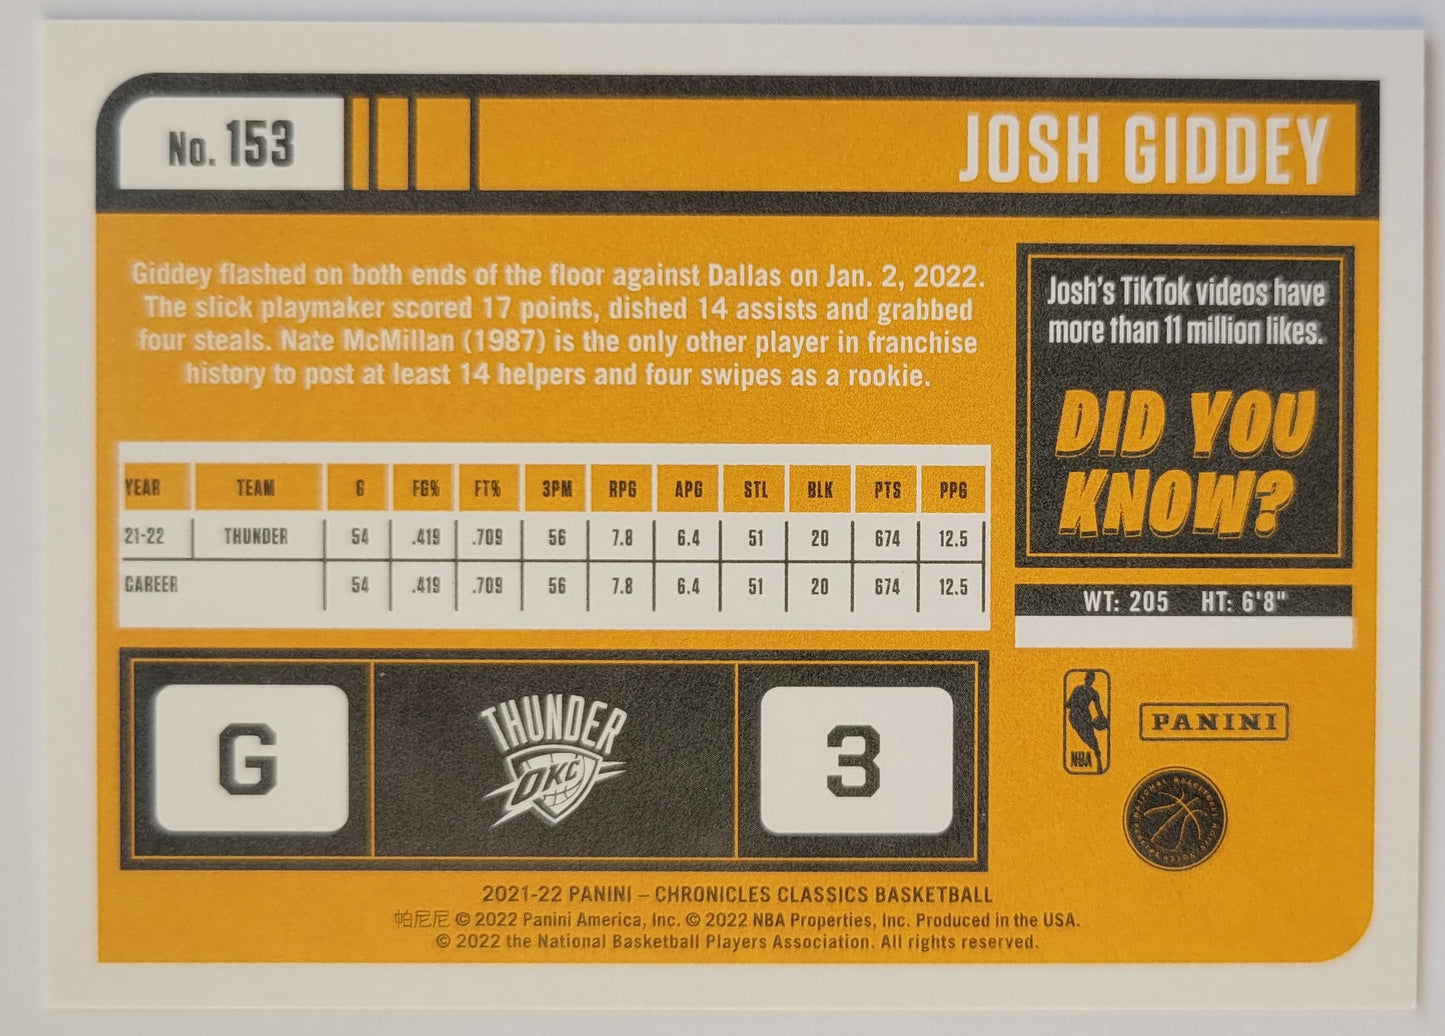 No. 153
JOSH GIDDEY
Giddey flashed on both ends of the floor against Dallas on Jan. 2, 2022.
The slick playmaker scored 17 points, dished 14 assists and grabbed
four steals. Nate McMillan (1987) is the only other player in franchise
history to post at least 14 helpers and four swipes as a rookie.
Josh's TikTok videos have
more than 11 million likes.
DID YOU
KNOW?
YEAR TEAM G FG% FT% 3PM RPG APG STL BLK PTS PPG
21-22 THUNDER 54 .419 .709 56 7.8 6.4 51 20 674 12.5
CAREER 54 .419 .709 56 7.8 6.4 51 20 674 12.5
WT: 205 HT: 6'8"
G
THUNDER
OKC
3
NBA
PANINI
NATIONAL BASKETBALL PLAYERS ASSOCIATION
2021-22 PANINI – CHRONICLES CLASSICS BASKETBALL
帕尼尼 © 2022 Panini America, Inc. © 2022 NBA Properties, Inc. Produced in the USA.
© 2022 the National Basketball Players Association. All rights reserved.